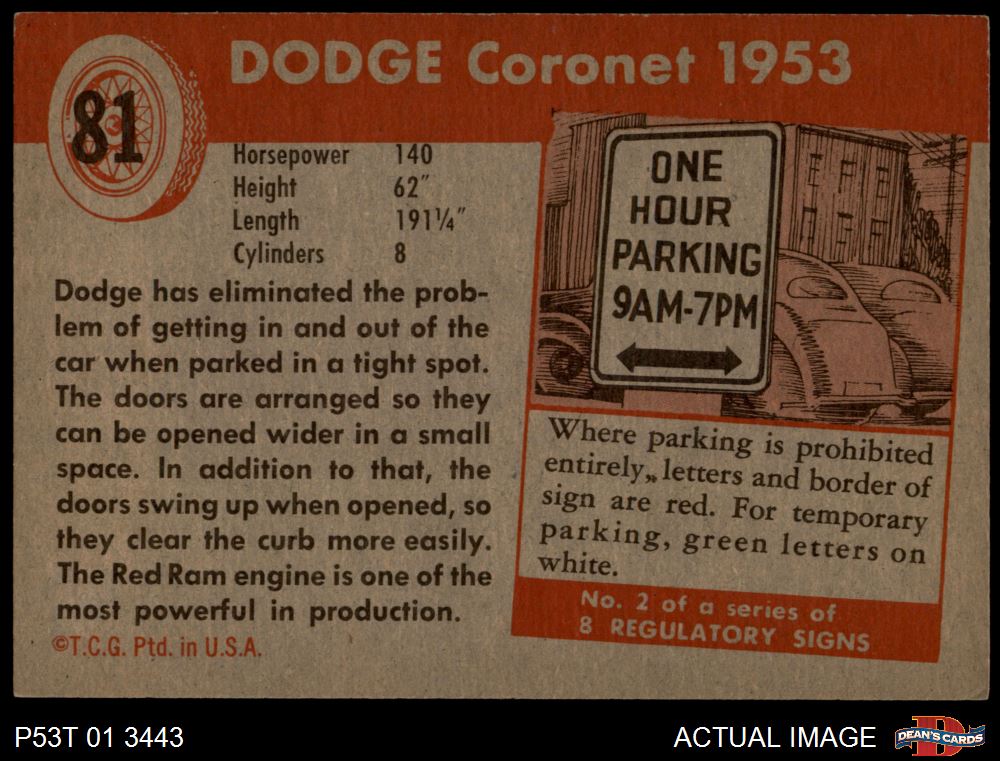 81
DODGE Coronet 1953
Horsepower 140
Height 62"
Length 191¼"
Cylinders 8
Dodge has eliminated the prob-
lem of getting in and out of the
car when parked in a tight spot.
The doors are arranged so they
can be opened wider in a small
space. In addition to that, the
doors swing up when opened, so
they clear the curb more easily.
The Red Ram engine is one of the
most powerful in production.
©T.C.G. Ptd. in U.S.A.
ONE
HOUR
PARKING
9AM-7PM
Where parking is prohibited
entirely, letters and border of
sign are red. For temporary
parking, green letters on
white.
No. 2 of a series of
8 REGULATORY SIGNS
P53T 01 3443
ACTUAL IMAGE
DEAN'S CARDS